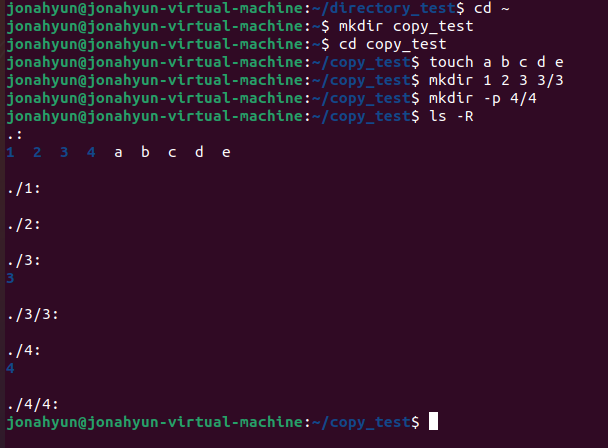 jonahyun@jonahyun-virtual-machine:~/directory_test$ cd ~
jonahyun@jonahyun-virtual-machine:~$ mkdir copy_test
jonahyun@jonahyun-virtual-machine:~$ cd copy_test
jonahyun@jonahyun-virtual-machine:~/copy_test$ touch a b c d e
jonahyun@jonahyun-virtual-machine:~/copy_test$ mkdir 1 2 3 3/3
jonahyun@jonahyun-virtual-machine:~/copy_test$ mkdir -p 4/4
jonahyun@jonahyun-virtual-machine:~/copy_test$ ls -R
.:
1  2  3  4  a  b  c  d  e

./1:

./2:

./3:
3

./3/3:

./4:
4

./4/4:
jonahyun@jonahyun-virtual-machine:~/copy_test$